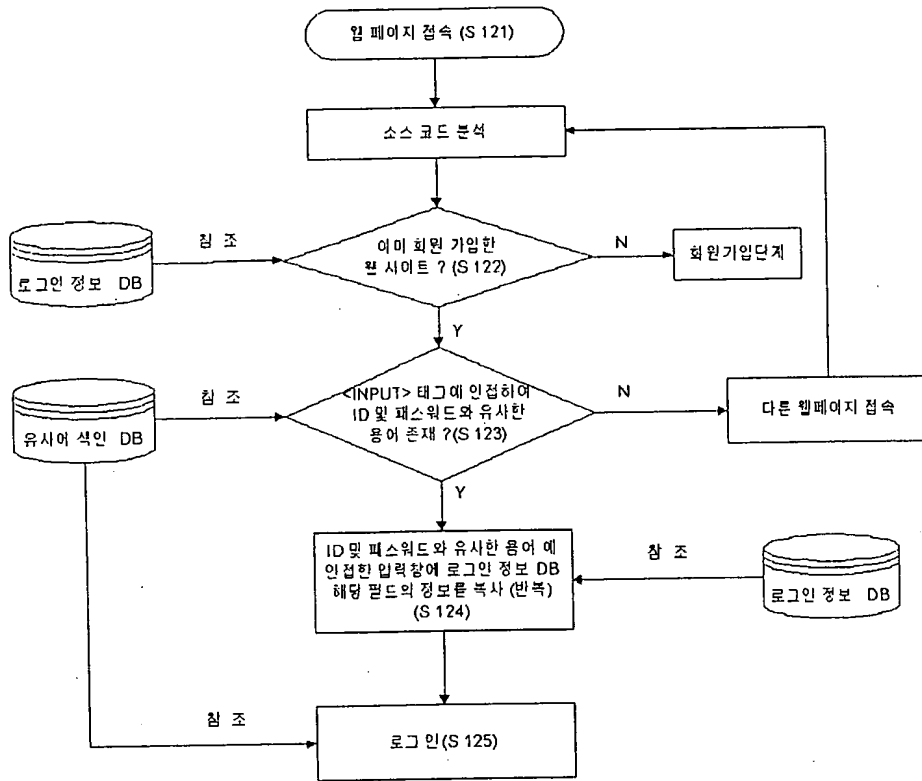 웹 페이지 접속 (S 121)
소스 코드 분석
참 조
이미 회원 가입한
웹 사이트 ? (S 122)
N
회원가입단계
로그인 정보 DB
Y
참 조
<INPUT> 태그에 인접하여
ID 및 패스워드와 유사한
용어 존재 ?(S 123)
N
다른 웹페이지 접속
유사어 색인 DB
Y
ID 및 패스워드와 유사한 용어 에
인접한 입력창에 로그인 정보 DB
해당 필드의 정보를 복사 (반복)
(S 124)
참 조
로그인 정보 DB
참 조
로그인(S 125)